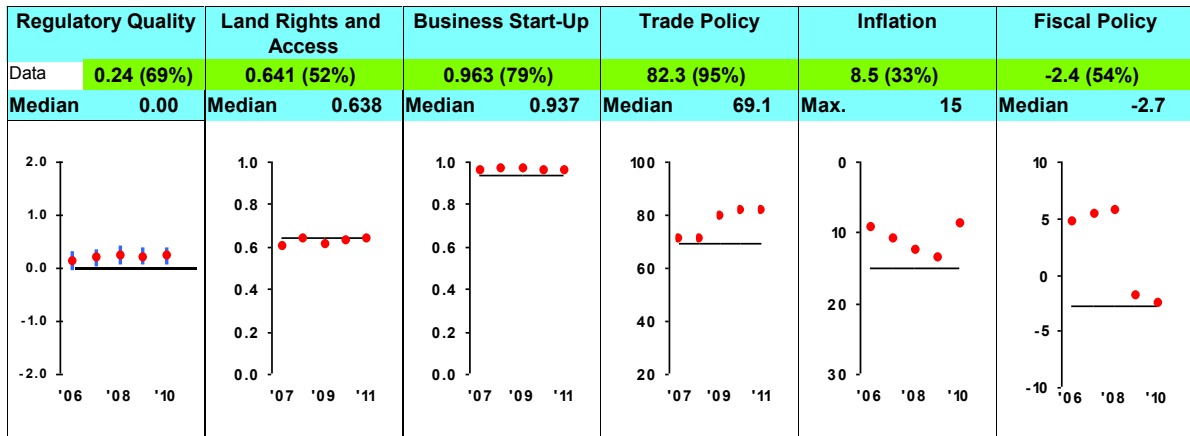 Regulatory Quality
Data 0.24 (69%)
Median 0.00
2.0
1.0
0.0
-1.0
-2.0
'06 '08 '10
Land Rights and
Access
0.641 (52%)
Median 0.638
1.0
0.8
0.6
0.4
0.2
0.0
'07 '09 '11
Business Start-Up
0.963 (79%)
Median 0.937
1.0
0.8
0.6
0.4
0.2
0.0
'07 '09 '11
Trade Policy
82.3 (95%)
Median 69.1
100
80
60
40
20
'07 '09 '11
Inflation
8.5 (33%)
Max. 15
0
10
20
30
'06 '08 '10
Fiscal Policy
-2.4 (54%)
Median -2.7
10
5
0
-5
-10
'06 '08 '10